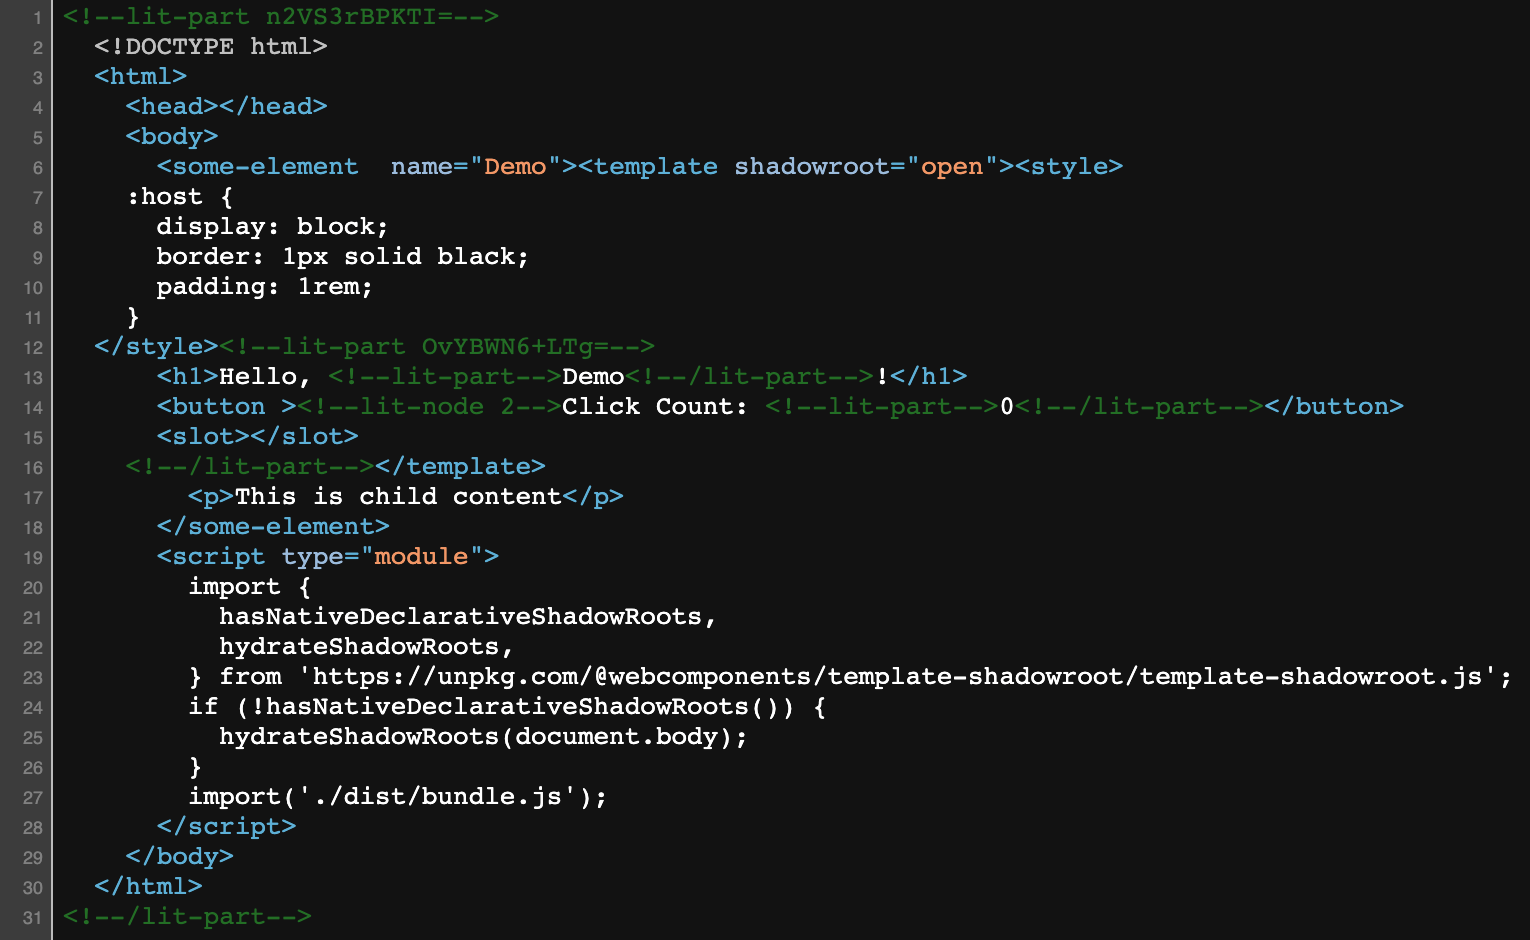 1 <!--lit-part n2VS3rBPKTI=-->
2   <!DOCTYPE html>
3   <html>
4     <head></head>
5     <body>
6       <some-element  name="Demo"><template shadowroot="open"><style>
7     :host {
8       display: block;
9       border: 1px solid black;
10       padding: 1rem;
11     }
12   </style><!--lit-part OvYBWN6+LTg=-->
13       <h1>Hello, <!--lit-part-->Demo<!--/lit-part-->!</h1>
14       <button ><!--lit-node 2-->Click Count: <!--lit-part-->0<!--/lit-part--></button>
15       <slot></slot>
16     <!--/lit-part--></template>
17         <p>This is child content</p>
18       </some-element>
19       <script type="module">
20         import {
21           hasNativeDeclarativeShadowRoots,
22           hydrateShadowRoots,
23         } from 'https://unpkg.com/@webcomponents/template-shadowroot/template-shadowroot.js';
24         if (!hasNativeDeclarativeShadowRoots()) {
25           hydrateShadowRoots(document.body);
26         }
27         import('./dist/bundle.js');
28       </script>
29     </body>
30   </html>
31 <!--/lit-part-->